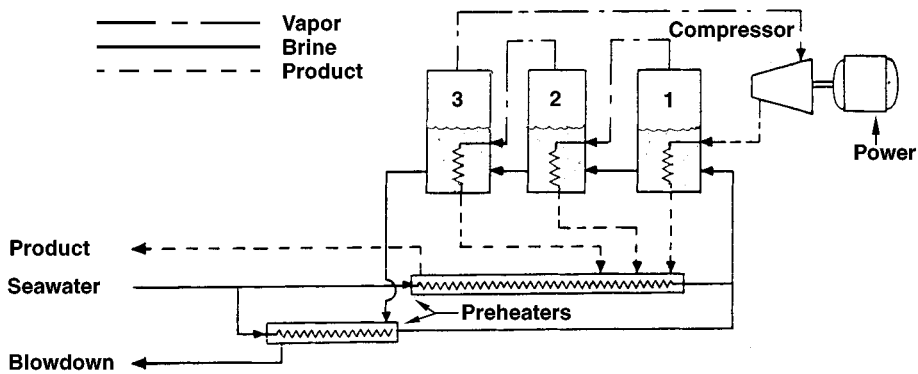 Vapor
Brine
Product
Compressor
3
2
1
Power
Product
Seawater
Preheaters
Blowdown